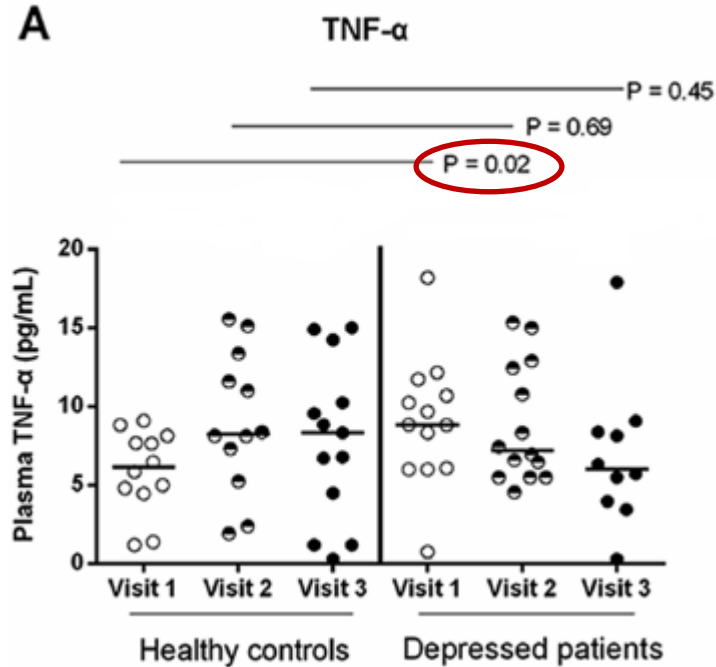 A
TNF-α
P = 0.45
P = 0.69
P = 0.02
Plasma TNF-α (pg/mL)
20
15
10
5
0
Visit 1 Visit 2 Visit 3 Visit 1 Visit 2 Visit 3
Healthy controls Depressed patients